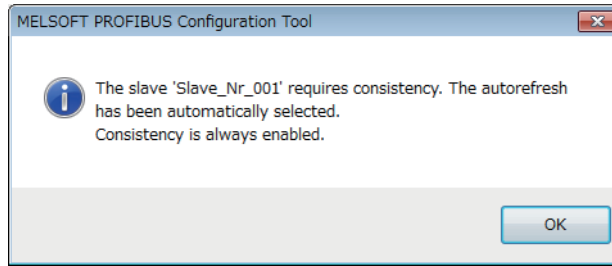 MELSOFT PROFIBUS Configuration Tool
The slave 'Slave_Nr_001' requires consistency. The autorefresh
has been automatically selected.
Consistency is always enabled.
OK